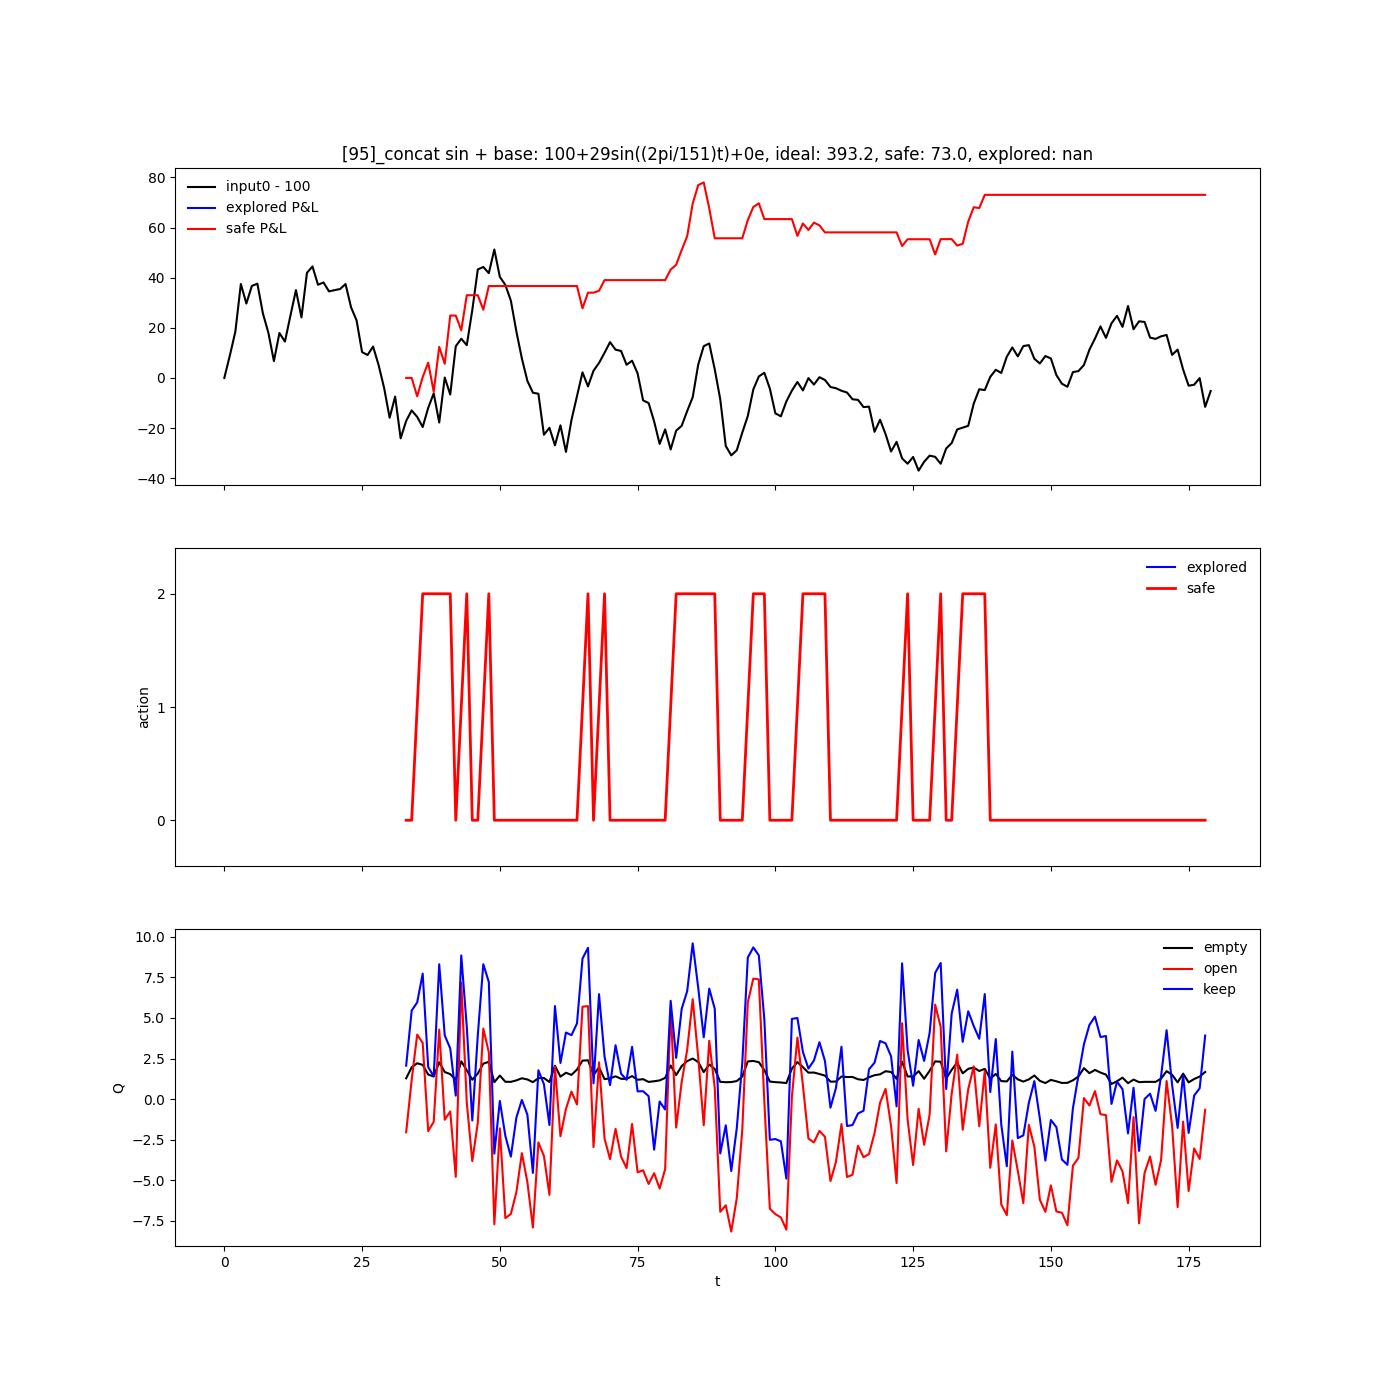 [95]_concat sin + base: 100+29sin((2pi/151)t)+0e, ideal: 393.2, safe: 73.0, explored: nan
80
60
40
20
0
−20
−40
input0 - 100
explored P&L
safe P&L
2
1
0
action
explored
safe
10.0
7.5
5.0
2.5
0.0
−2.5
−5.0
−7.5
Q
empty
open
keep
0 25 50 75 100 125 150 175
t